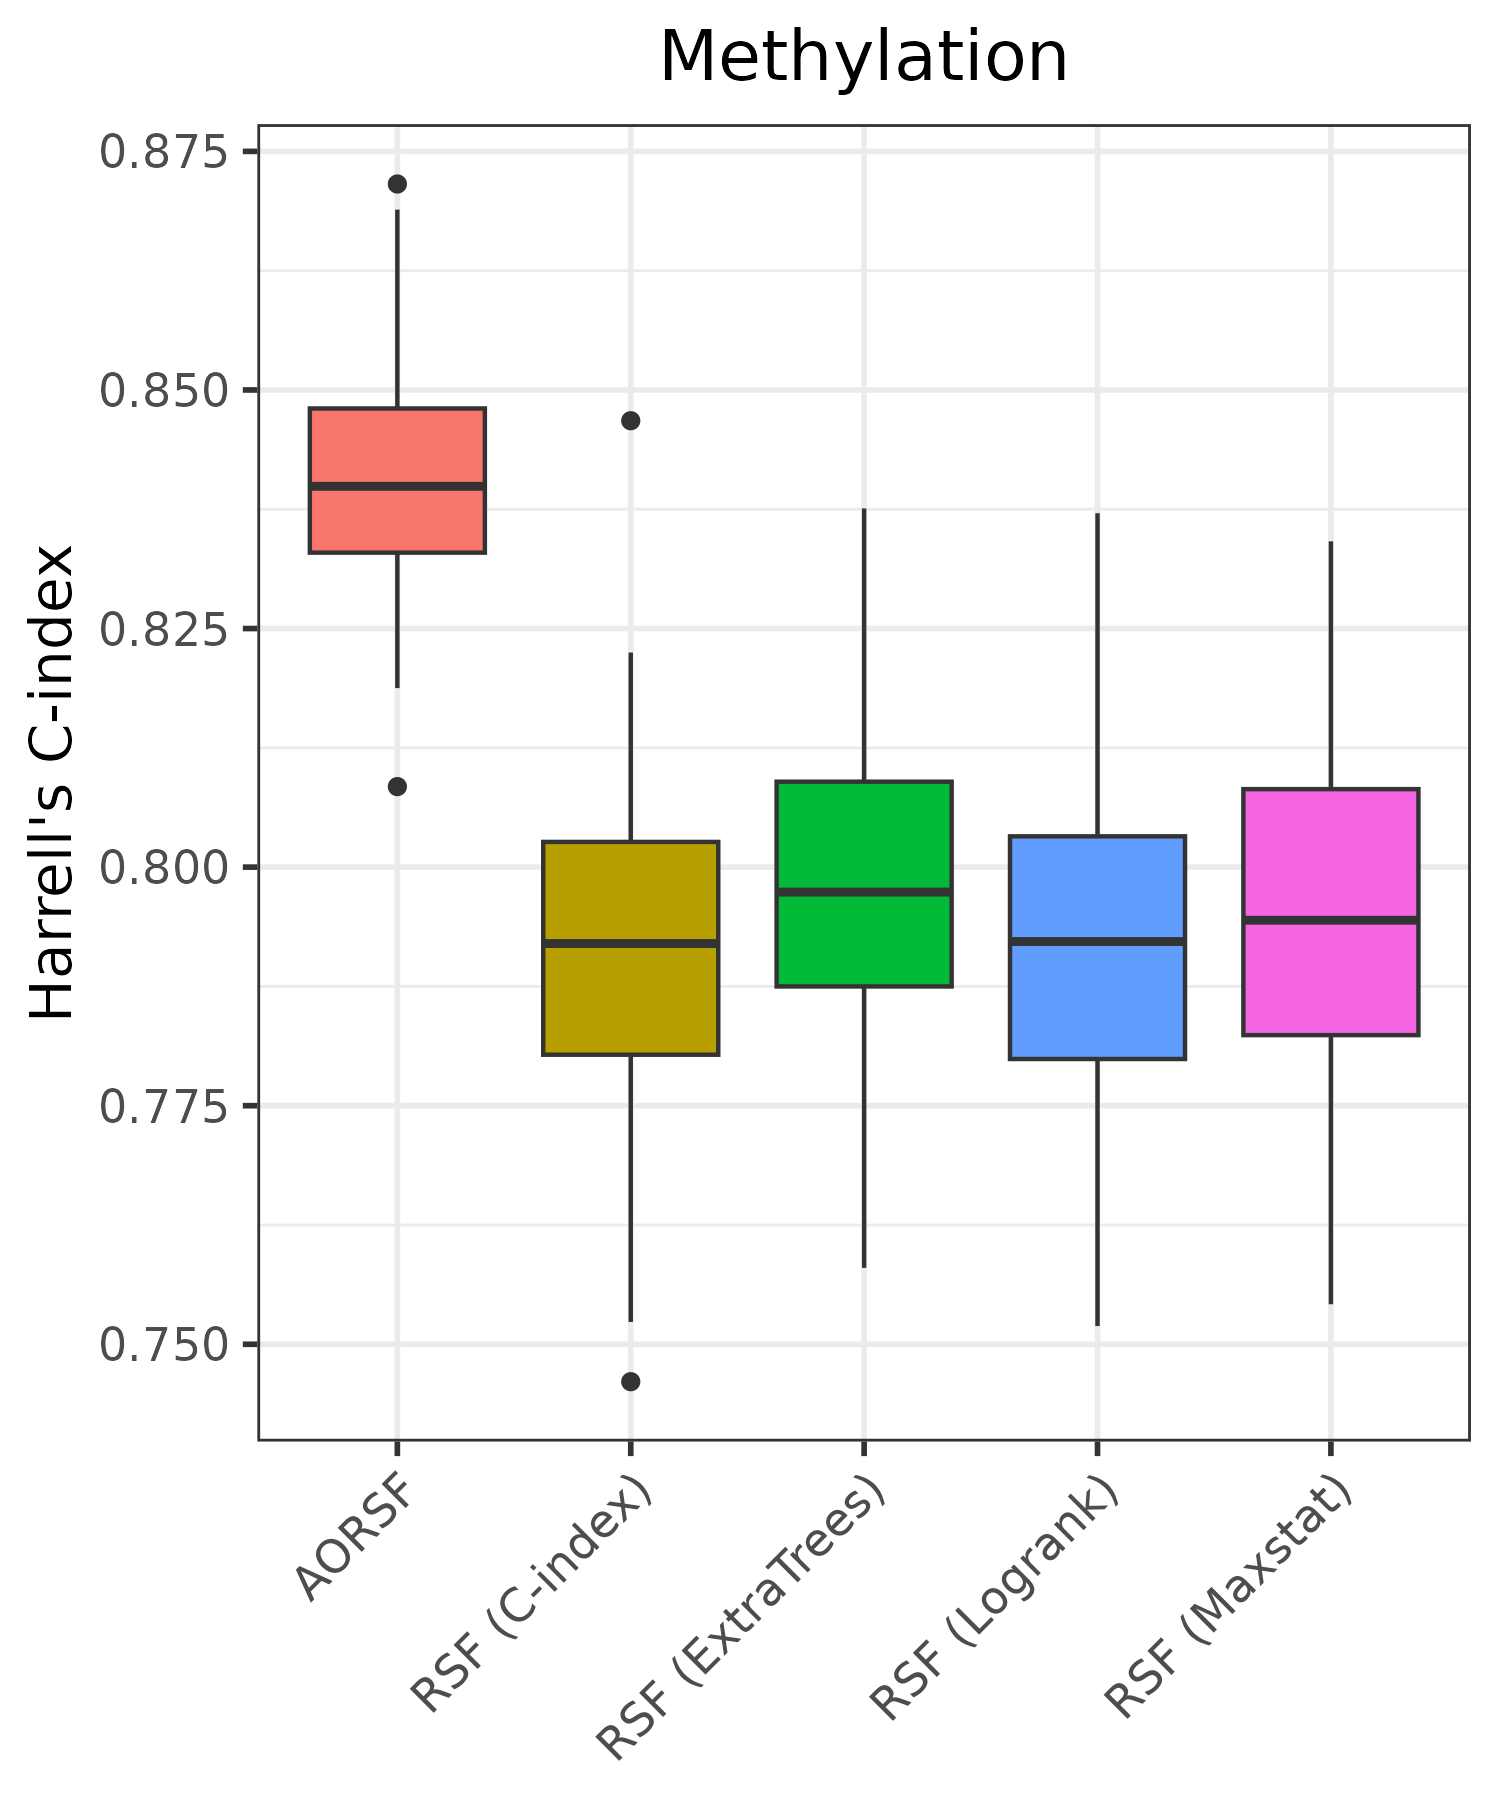 Methylation
Harrell's C-index
0.875
0.850
0.825
0.800
0.775
0.750
AORSF
RSF (C-index)
RSF (ExtraTrees)
RSF (Logrank)
RSF (Maxstat)